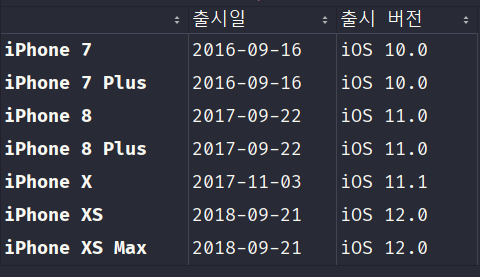 출시일 출시 버전
iPhone 7 2016-09-16 iOS 10.0
iPhone 7 Plus 2016-09-16 iOS 10.0
iPhone 8 2017-09-22 iOS 11.0
iPhone 8 Plus 2017-09-22 iOS 11.0
iPhone X 2017-11-03 iOS 11.1
iPhone XS 2018-09-21 iOS 12.0
iPhone XS Max 2018-09-21 iOS 12.0